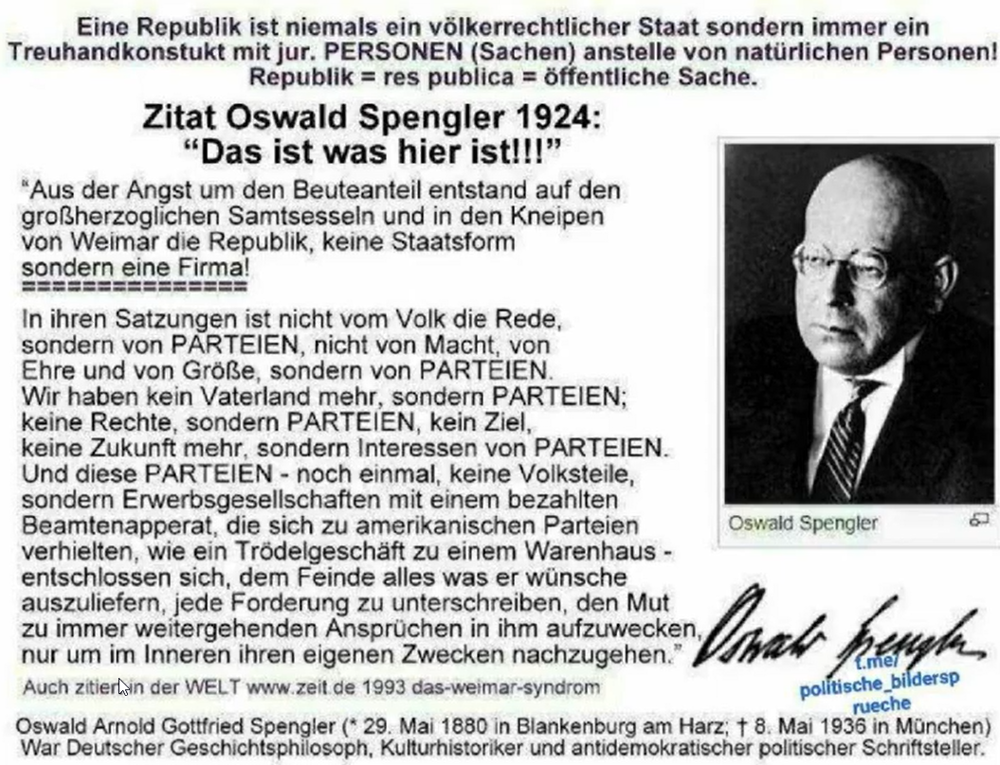 Eine Republik ist niemals ein völkerrechtlicher Staat sondern immer ein
Treuhandkonstukt mit jur. PERSONEN (Sachen) anstelle von natürlichen Personen!
Republik = res publica = öffentliche Sache.
Zitat Oswald Spengler 1924:
“Das ist was hier ist!!!”
“Aus der Angst um den Beuteanteil entstand auf den
großherzoglichen Samtsesseln und in den Kneipen
von Weimar die Republik, keine Staatsform
sondern eine Firma!
===============
In ihren Satzungen ist nicht vom Volk die Rede,
sondern von PARTEIEN, nicht von Macht, von
Ehre und von Größe, sondern von PARTEIEN.
Wir haben kein Vaterland mehr, sondern PARTEIEN;
keine Rechte, sondern PARTEIEN, kein Ziel,
keine Zukunft mehr, sondern Interessen von PARTEIEN.
Und diese PARTEIEN - noch einmal, keine Volksteile,
sondern Erwerbsgesellschaften mit einem bezahlten
Beamtenapperat, die sich zu amerikanischen Parteien
verhielten, wie ein Trödelgeschäft zu einem Warenhaus -
entschlossen sich, dem Feinde alles was er wünsche
auszuliefern, jede Forderung zu unterschreiben, den Mut
zu immer weitergehenden Ansprüchen in ihm aufzuwecken,
nur um im Inneren ihren eigenen Zwecken nachzugehen.”
Oswald Spengler
Oswald Spengler
t.me/
politische_bildersp
rueche
Auch zitiert in der WELT www.zeit.de 1993 das-weimar-syndrom
Oswald Arnold Gottfried Spengler (* 29. Mai 1880 in Blankenburg am Harz; † 8. Mai 1936 in München)
War Deutscher Geschichtsphilosoph, Kulturhistoriker und antidemokratischer politischer Schriftsteller.